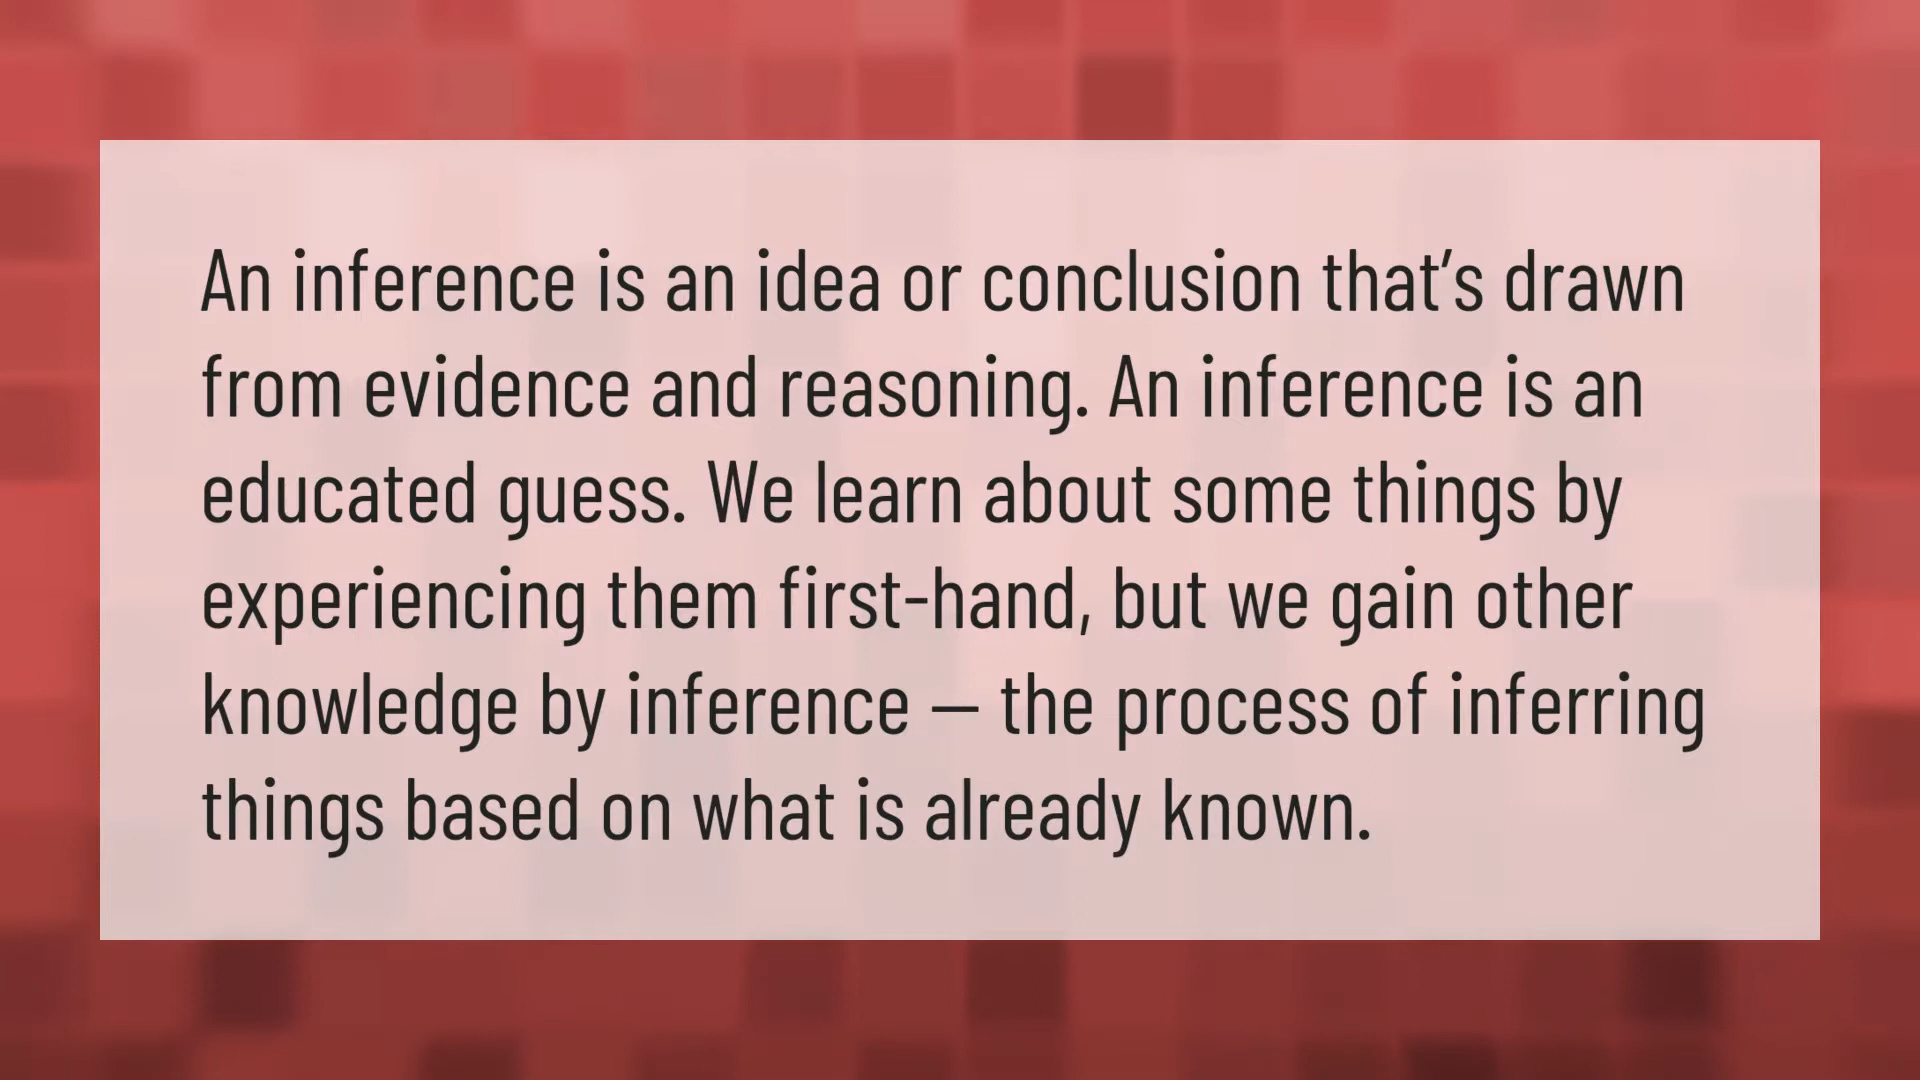 An inference is an idea or conclusion that’s drawn
from evidence and reasoning. An inference is an
educated guess. We learn about some things by
experiencing them first-hand, but we gain other
knowledge by inference — the process of inferring
things based on what is already known.